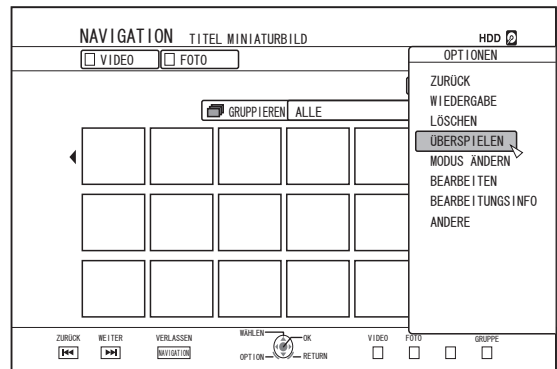 NAVIGATION TITEL MINIATURBILD HDD
VIDEO FOTO
GRUPPIEREN ALLE
OPTIONEN
ZURÜCK
WIEDERGABE
LÖSCHEN
ÜBERSPIELEN
MODUS ÄNDERN
BEARBEITEN
BEARBEITUNGSINFO
ANDERE
ZURÜCK WEITER VERLASSEN WÄHLEN OK VIDEO FOTO GRUPPE
NAVIGATION OPTION RETURN